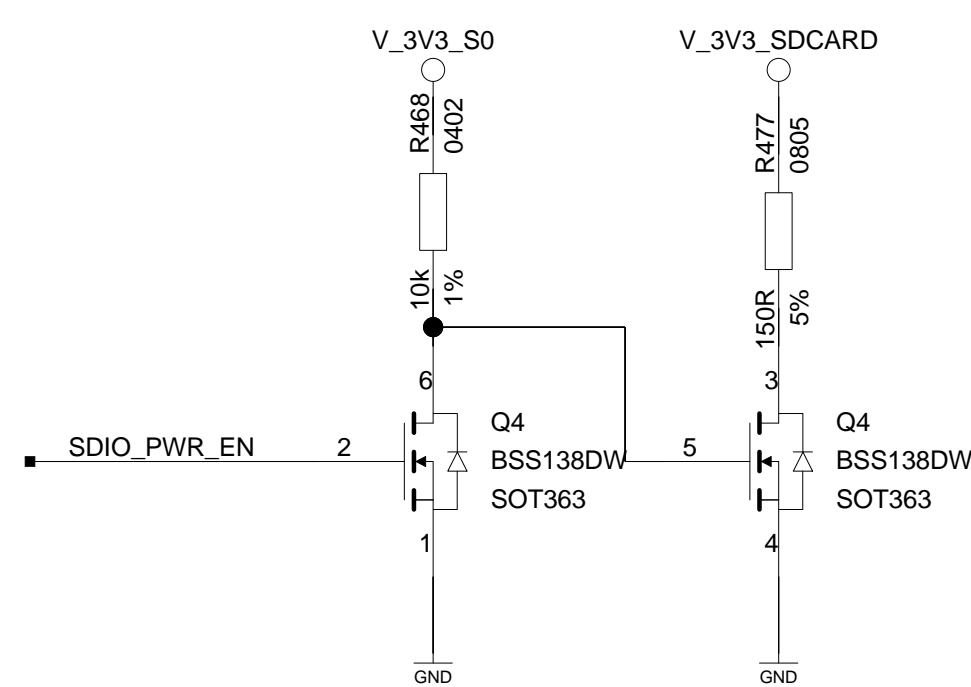 V_3V3_S0
V_3V3_SDCARD
R468
0402
R477
0805
10k
1%
150R
5%
6
3
SDIO_PWR_EN
2
Q4
BSS138DW
SOT363
5
Q4
BSS138DW
SOT363
1
4
GND
GND